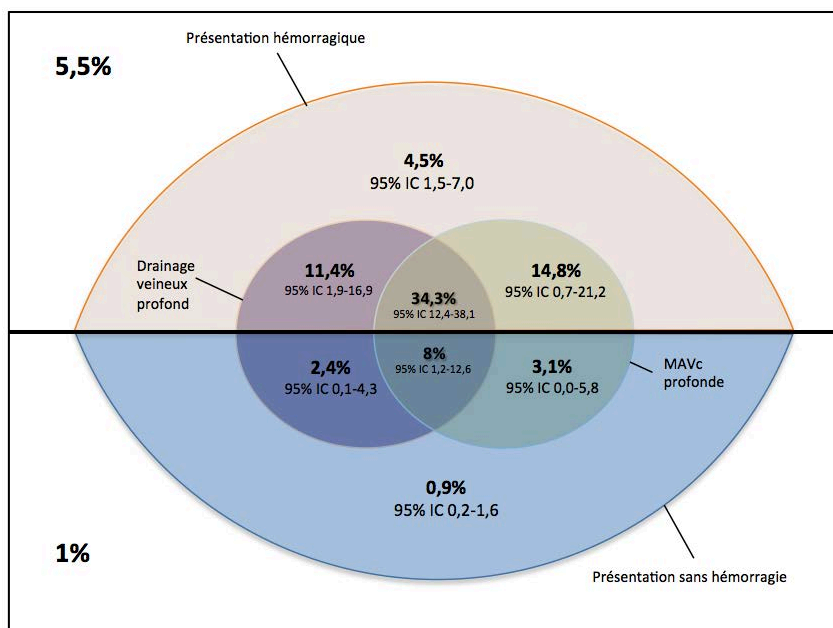 Présentation hémorragique
5,5%
4,5%
95% IC 1,5-7,0
Drainage
veineux
profond
11,4%
95% IC 1,9-16,9
14,8%
95% IC 0,7-21,2
34,3%
95% IC 12,4-38,1
8%
95% IC 1,2-12,6
2,4%
95% IC 0,1-4,3
3,1%
95% IC 0,0-5,8
MAVc
profonde
0,9%
95% IC 0,2-1,6
1%
Présentation sans hémorragie